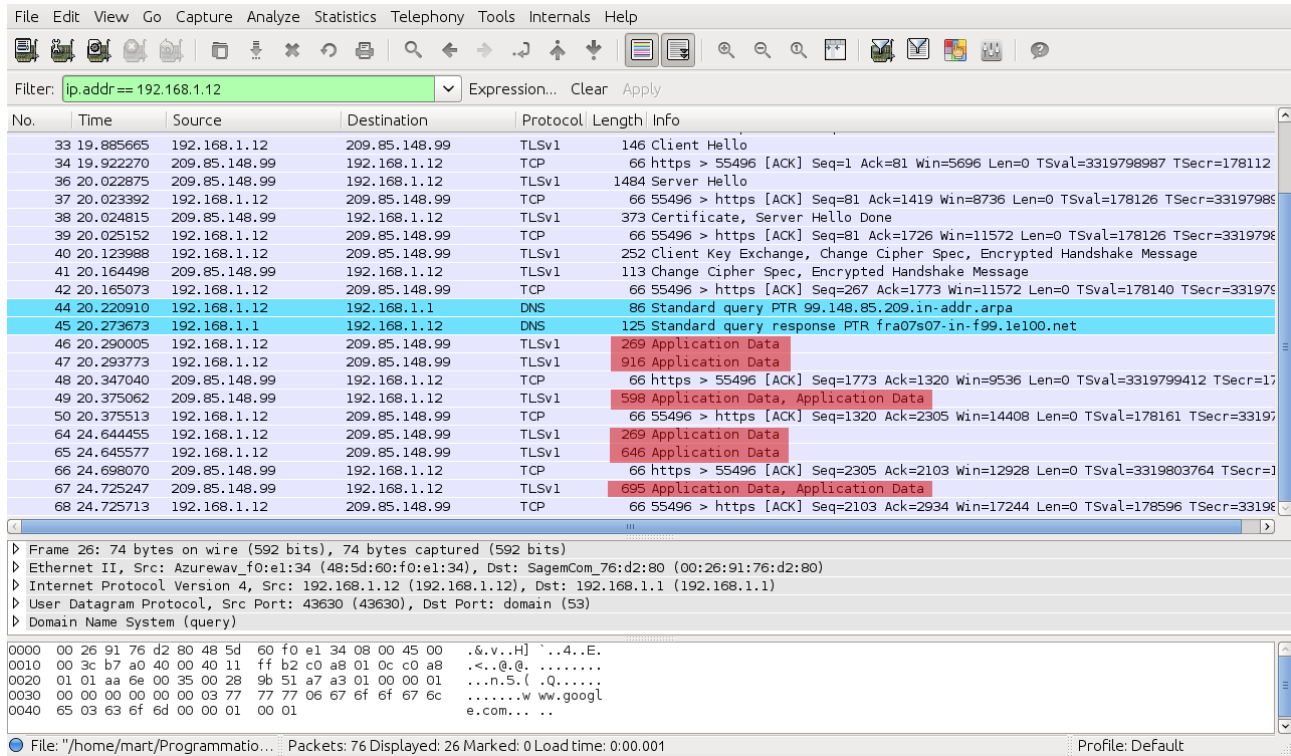 File Edit View Go Capture Analyze Statistics Telephony Tools Internals Help
Filter: ip.addr== 192.168.1.12 Expression... Clear Apply
No. Time Source Destination Protocol Length Info
33 19.885665 192.168.1.12 209.85.148.99 TLSv1 146 Client Hello
34 19.922270 209.85.148.99 192.168.1.12 TCP 66 https > 55496 [ACK] Seq=1 Ack=81 Win=5696 Len=0 TSval=3319798987 TSecr=178112
36 20.022875 209.85.148.99 192.168.1.12 TLSv1 1484 Server Hello
37 20.023392 192.168.1.12 209.85.148.99 TCP 66 55496 > https [ACK] Seq=81 Ack=1419 Win=8736 Len=0 TSval=178126 TSecr=33197989
38 20.024815 209.85.148.99 192.168.1.12 TLSv1 373 Certificate, Server Hello Done
39 20.025152 192.168.1.12 209.85.148.99 TCP 66 55496 > https [ACK] Seq=81 Ack=1726 Win=11572 Len=0 TSval=178126 TSecr=3319798
40 20.123988 192.168.1.12 209.85.148.99 TLSv1 252 Client Key Exchange, Change Cipher Spec, Encrypted Handshake Message
41 20.164498 209.85.148.99 192.168.1.12 TLSv1 113 Change Cipher Spec, Encrypted Handshake Message
42 20.165073 192.168.1.12 209.85.148.99 TCP 66 55496 > https [ACK] Seq=267 Ack=1773 Win=11572 Len=0 TSval=178140 TSecr=331979
44 20.220910 192.168.1.12 192.168.1.1 DNS 86 Standard query PTR 99.148.85.209.in-addr.arpa
45 20.273673 192.168.1.1 192.168.1.12 DNS 125 Standard query response PTR fra07s07-in-f99.1e100.net
46 20.290005 192.168.1.12 209.85.148.99 TLSv1 269 Application Data
47 20.293773 192.168.1.12 209.85.148.99 TLSv1 916 Application Data
48 20.347040 209.85.148.99 192.168.1.12 TCP 66 https > 55496 [ACK] Seq=1773 Ack=1320 Win=9536 Len=0 TSval=3319799412 TSecr=17
49 20.375062 209.85.148.99 192.168.1.12 TLSv1 598 Application Data, Application Data
50 20.375513 192.168.1.12 209.85.148.99 TCP 66 55496 > https [ACK] Seq=1320 Ack=2305 Win=14408 Len=0 TSval=178161 TSecr=33197
64 24.644455 192.168.1.12 209.85.148.99 TLSv1 269 Application Data
65 24.645577 192.168.1.12 209.85.148.99 TLSv1 646 Application Data
66 24.698070 209.85.148.99 192.168.1.12 TCP 66 https > 55496 [ACK] Seq=2305 Ack=2103 Win=12928 Len=0 TSval=3319803764 TSecr=1
67 24.725247 209.85.148.99 192.168.1.12 TLSv1 695 Application Data, Application Data
68 24.725713 192.168.1.12 209.85.148.99 TCP 66 55496 > https [ACK] Seq=2103 Ack=2934 Win=17244 Len=0 TSval=178596 TSecr=33198
Frame 26: 74 bytes on wire (592 bits), 74 bytes captured (592 bits)
Ethernet II, Src: Azurewav_f0:e1:34 (48:5d:60:f0:e1:34), Dst: SagemCom_76:d2:80 (00:26:91:76:d2:80)
Internet Protocol Version 4, Src: 192.168.1.12 (192.168.1.12), Dst: 192.168.1.1 (192.168.1.1)
User Datagram Protocol, Src Port: 43630 (43630), Dst Port: domain (53)
Domain Name System (query)
0000 00 26 91 76 d2 80 48 5d 60 f0 e1 34 08 00 45 00 .&.v..H] `..4..E.
0010 00 3c b7 a0 40 00 40 11 ff b2 c0 a8 01 0c c0 a8 .<..@.@. ........
0020 01 01 aa 6e 00 35 00 28 9b 51 a7 a3 01 00 00 01 ...n.5.( .Q......
0030 00 00 00 00 00 00 03 77 77 77 06 67 6f 6f 67 6c .......w ww.googl
0040 65 03 63 6f 6d 00 00 01 00 01 e.com... ..
File: "/home/mart/Programmatio... Packets: 76 Displayed: 26 Marked: 0 Load time: 0:00.001 Profile: Default